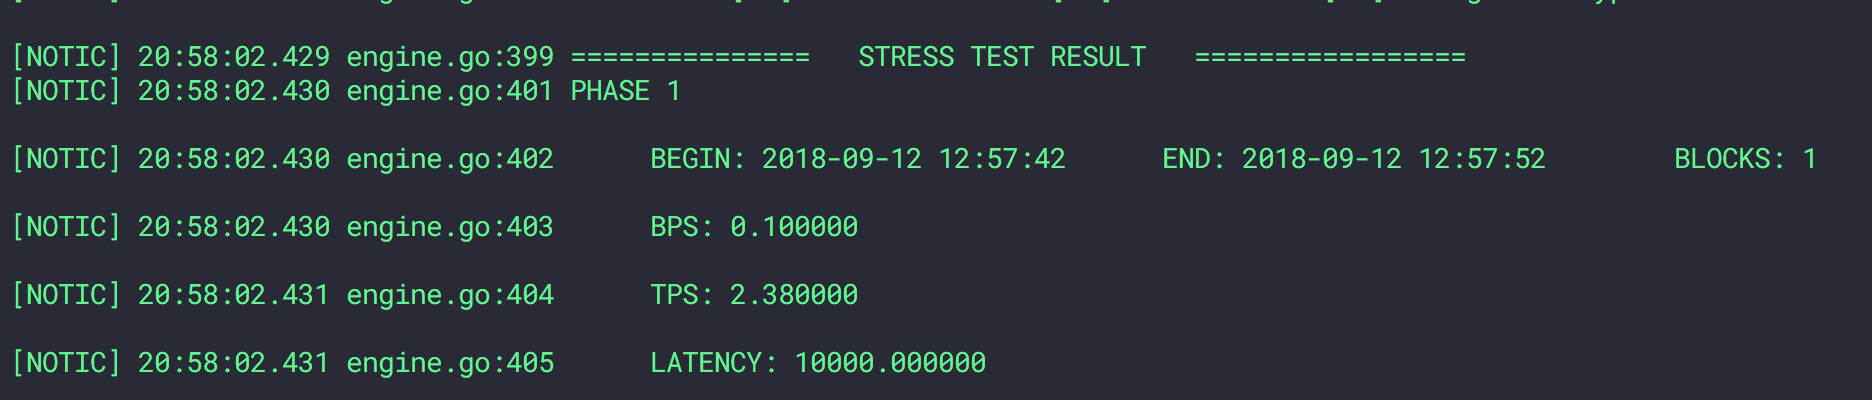 [NOTIC] 20:58:02.429 engine.go:399 ===============   STRESS TEST RESULT   =================
[NOTIC] 20:58:02.430 engine.go:401 PHASE 1
[NOTIC] 20:58:02.430 engine.go:402      BEGIN: 2018-09-12 12:57:42      END: 2018-09-12 12:57:52        BLOCKS: 1
[NOTIC] 20:58:02.430 engine.go:403      BPS: 0.100000
[NOTIC] 20:58:02.431 engine.go:404      TPS: 2.380000
[NOTIC] 20:58:02.431 engine.go:405      LATENCY: 10000.000000